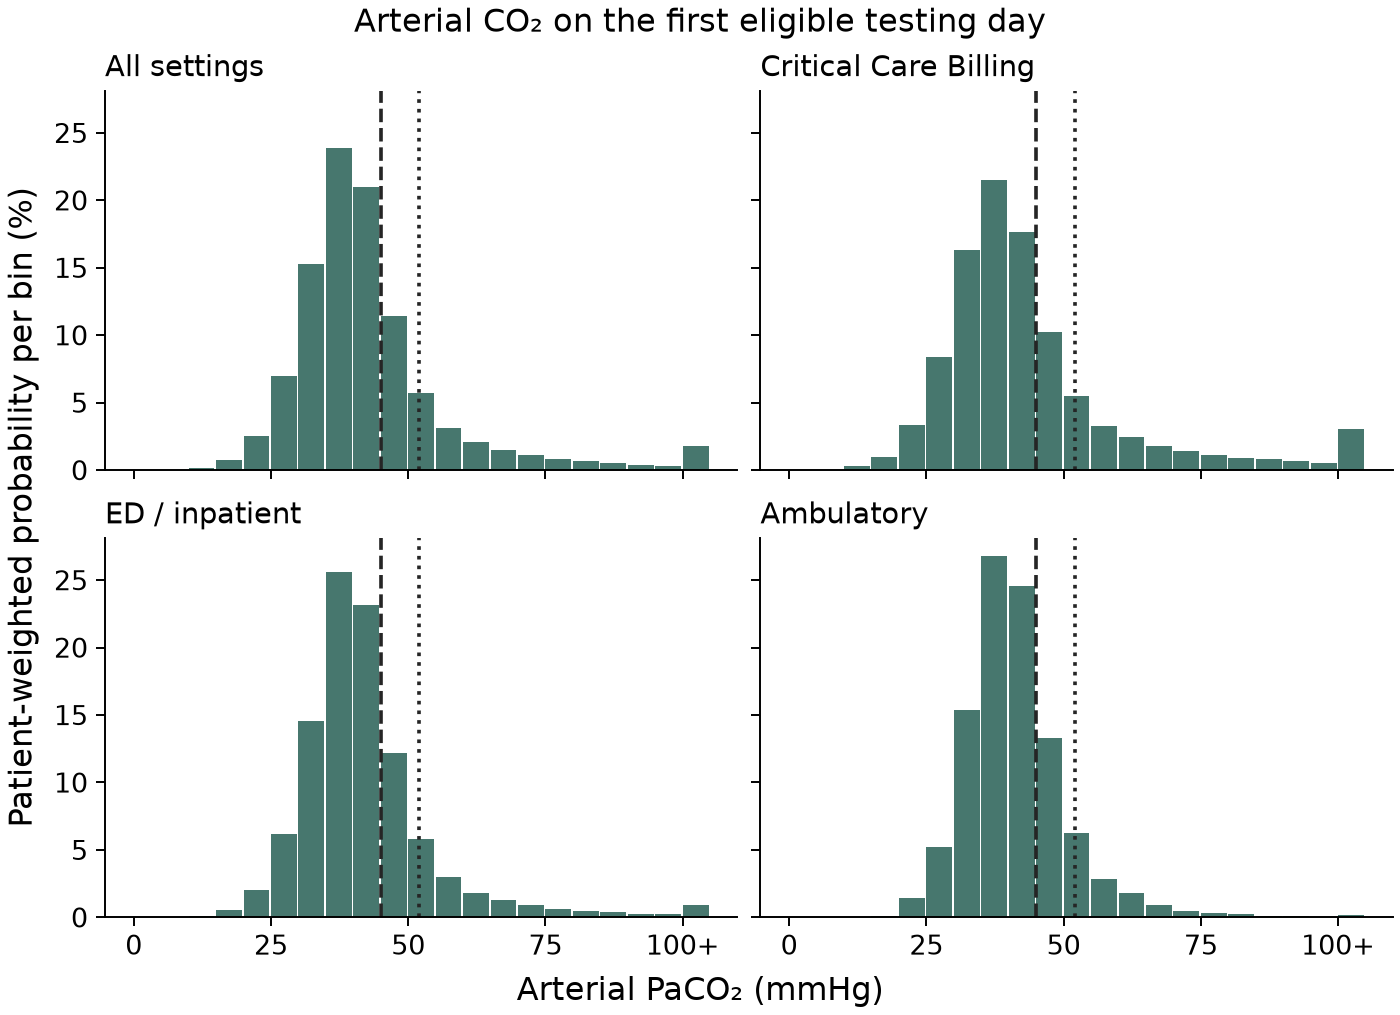 Arterial CO₂ on the first eligible testing day
All settings
Critical Care Billing
25
20
15
10
5
0
ED / inpatient
Ambulatory
25
20
15
10
5
0
0 25 50 75 100+
0 25 50 75 100+
Patient-weighted probability per bin (%)
Arterial PaCO₂ (mmHg)